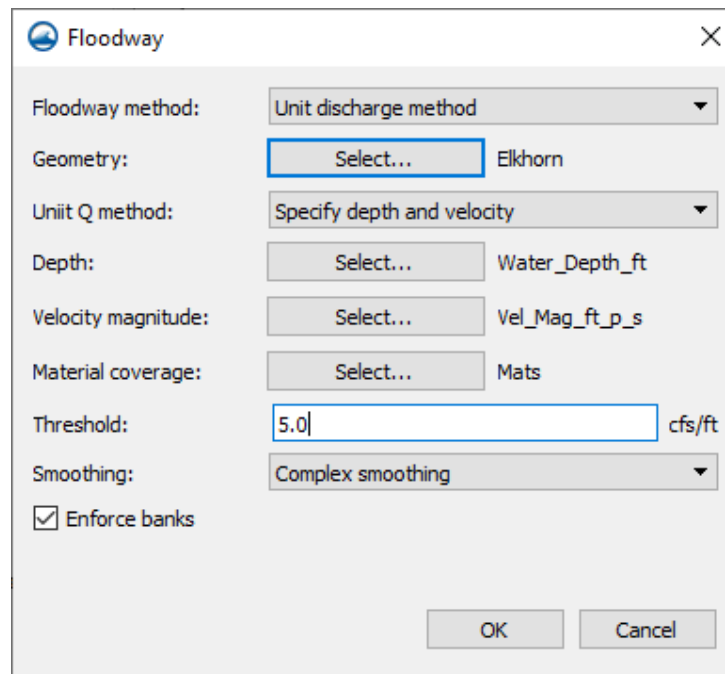 Floodway
Floodway method: Unit discharge method
Geometry: Select... Elkhorn
Uniit Q method: Specify depth and velocity
Depth: Select... Water_Depth_ft
Velocity magnitude: Select... Vel_Mag_ft_p_s
Material coverage: Select... Mats
Threshold: 5.0 cfs/ft
Smoothing: Complex smoothing
Enforce banks
OK Cancel